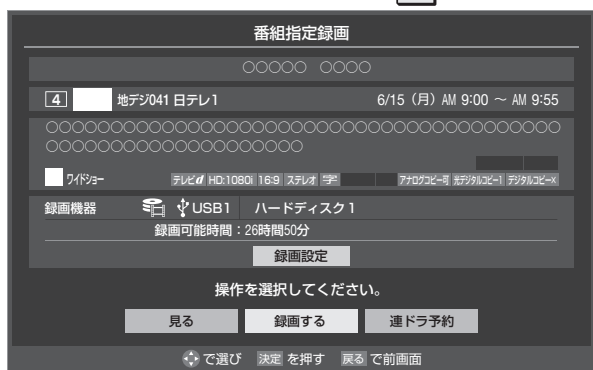 番組指定録画
○○○○○ ○○○○
4 地デジ041 日テレ1 6/15（月）AM 9:00 ～ AM 9:55
○○○○○○○○○○○○○○○○○○○○○○○○○○○○○○○○○○○○○○○
○○○○○○○○○○○○○○○○○○○
ワイドショー テレビd HD:1080i 16:9 ステレオ 字 アナログコピー可 光デジタルコピー1 デジタルコピー×
録画機器 USB1 ハードディスク1
録画可能時間：26時間50分
録画設定
操作を選択してください。
見る 録画する 連ドラ予約
で選び 決定 を押す 戻る で前画面